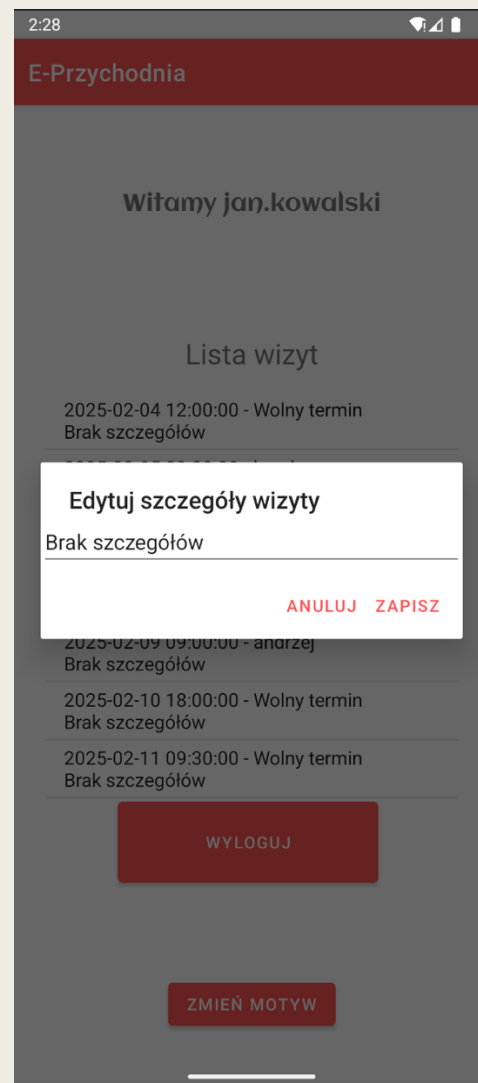 2:28
E-Przychodnia
Witamy jan.kowalski
Lista wizyt
2025-02-04 12:00:00 - Wolny termin
Brak szczegółów
Edytuj szczegóły wizyty
Brak szczegółów
ANULUJ ZAPISZ
2025-02-09 09:00:00 - andrzej
Brak szczegółów
2025-02-10 18:00:00 - Wolny termin
Brak szczegółów
2025-02-11 09:30:00 - Wolny termin
Brak szczegółów
WYLOGUJ
ZMIEŃ MOTYW